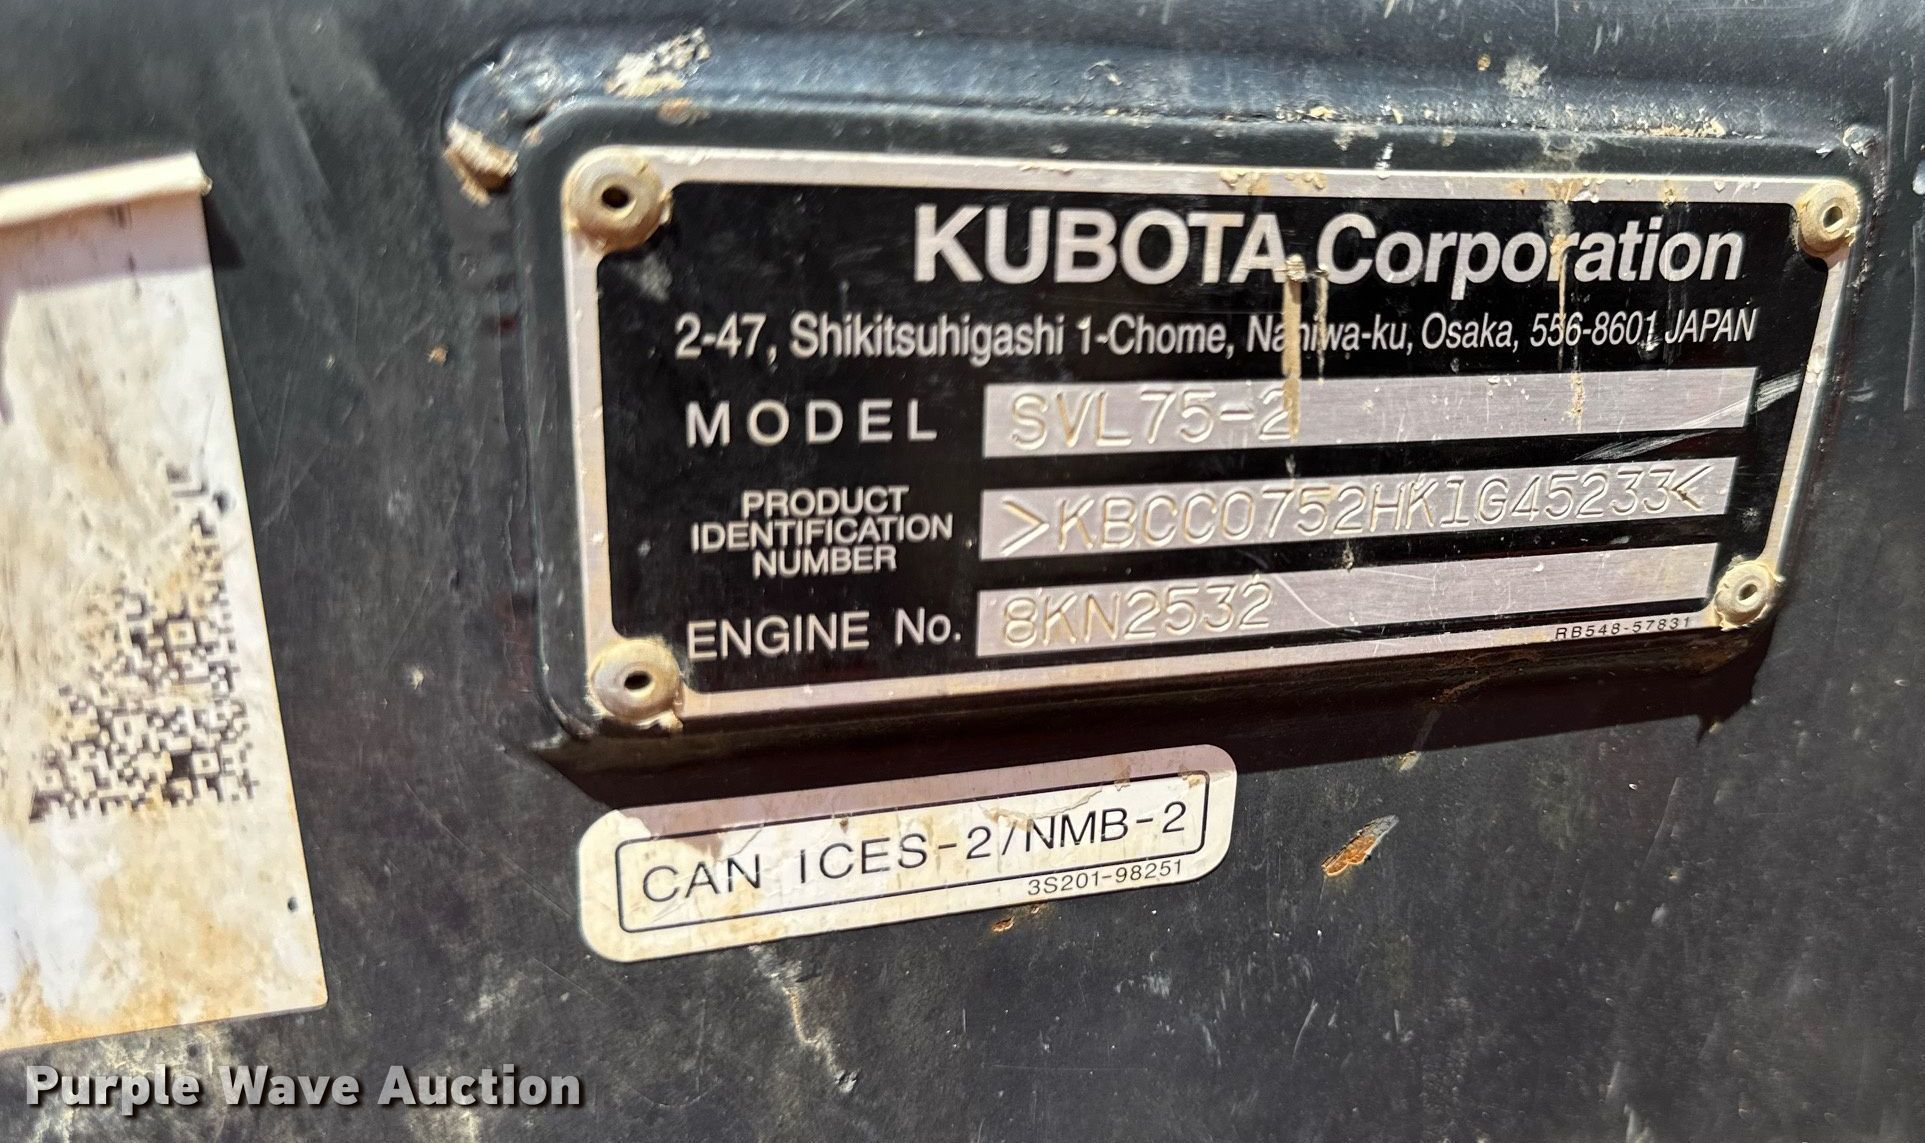 KUBOTA Corporation
2-47, Shikitsuhigashi 1-Chome, Naniwa-ku, Osaka, 556-8601 JAPAN
MODEL SVL75-2
PRODUCT
IDENTIFICATION
NUMBER
>KBCC0752HK1G45233<
ENGINE No. 8KN2532
RB548-57831
CAN ICES-2/NMB-2
3S201-98251
Purple Wave Auction